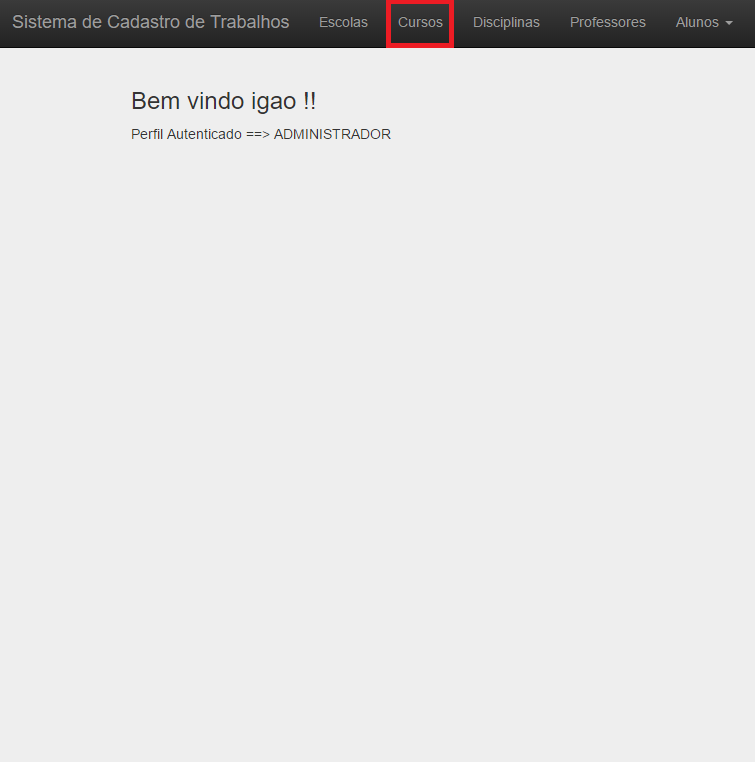 Sistema de Cadastro de Trabalhos Escolas Cursos Disciplinas Professores Alunos
Bem vindo igao !!
Perfil Autenticado ==> ADMINISTRADOR